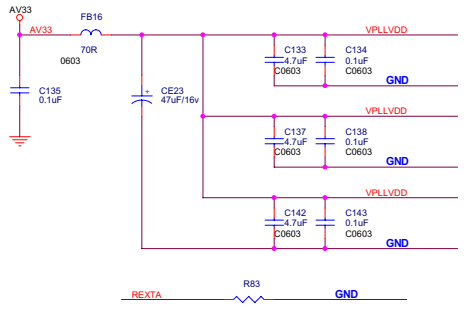 AV33
AV33
FB16
70R
0603
C135
0.1uF
+
CE23
47uF/16v
VPLLVDD
C133
4.7uF
C0603
C134
0.1uF
C0603
GND
VPLLVDD
C137
4.7uF
C0603
C138
0.1uF
C0603
GND
VPLLVDD
C142
4.7uF
C0603
C143
0.1uF
C0603
GND
REXTA
R83
GND